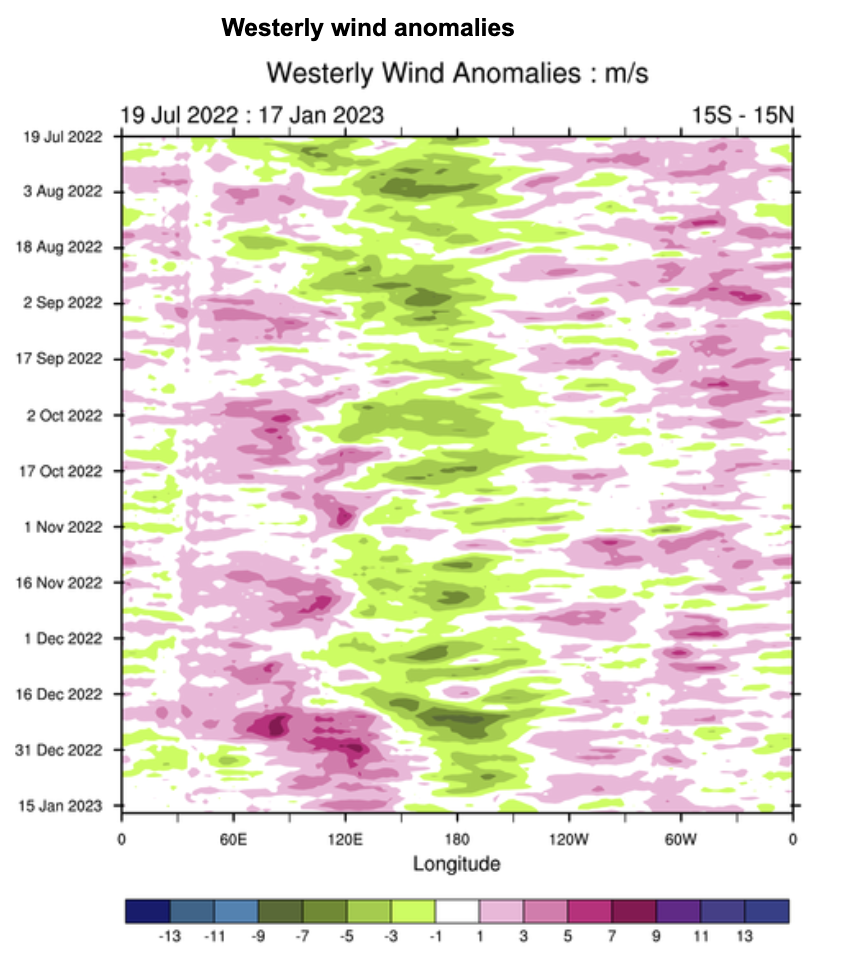 Westerly wind anomalies
Westerly Wind Anomalies : m/s
19 Jul 2022 : 17 Jan 2023 15S - 15N
19 Jul 2022
3 Aug 2022
18 Aug 2022
2 Sep 2022
17 Sep 2022
2 Oct 2022
17 Oct 2022
1 Nov 2022
16 Nov 2022
1 Dec 2022
16 Dec 2022
31 Dec 2022
15 Jan 2023
0 60E 120E 180 120W 60W 0
Longitude
-13 -11 -9 -7 -5 -3 -1 1 3 5 7 9 11 13